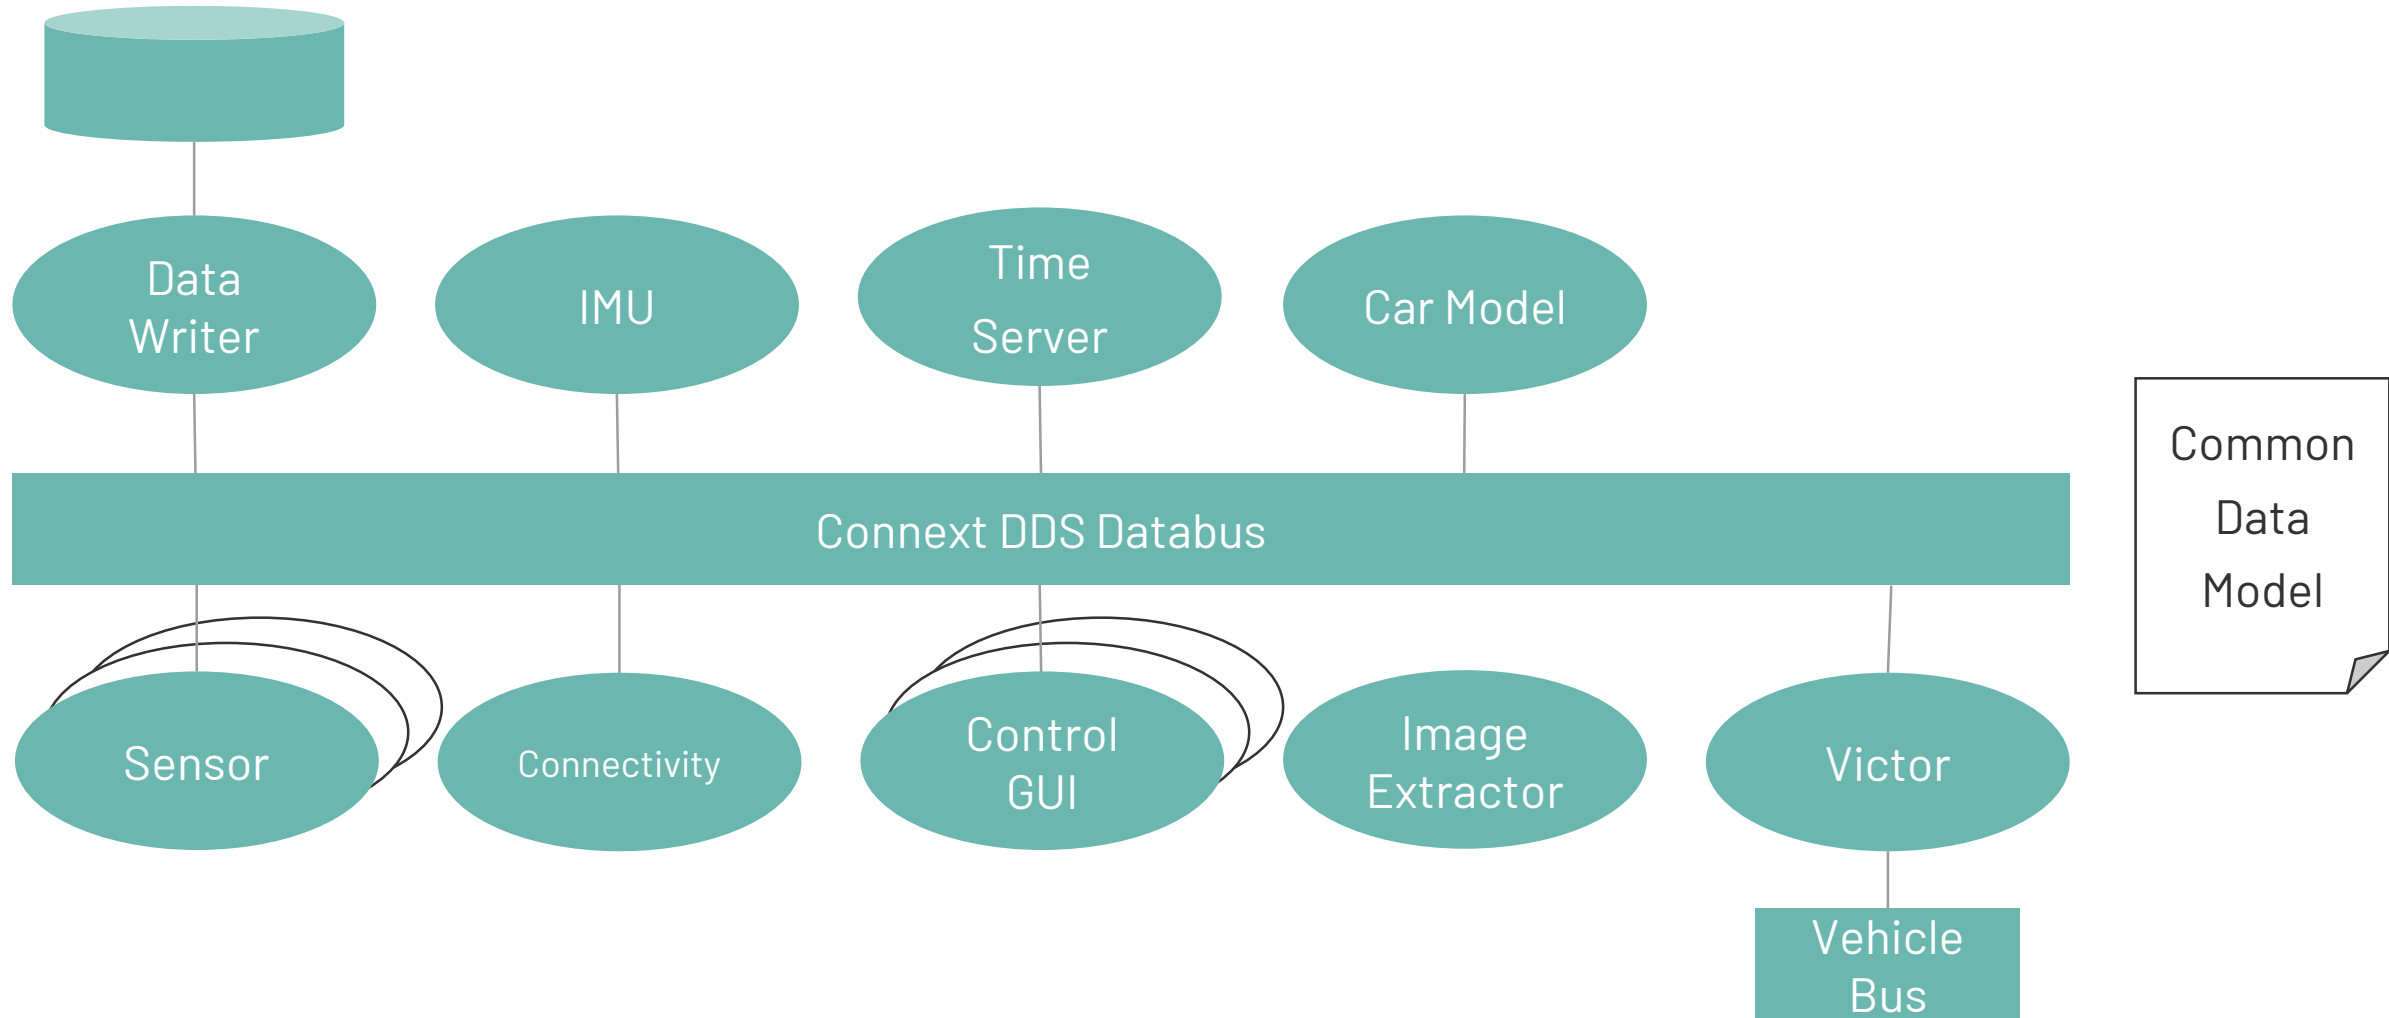 Data
Writer
IMU
Time
Server
Car Model
Common
Data
Model
Connext DDS Databus
Sensor
Connectivity
Control
GUI
Image
Extractor
Victor
Vehicle
Bus